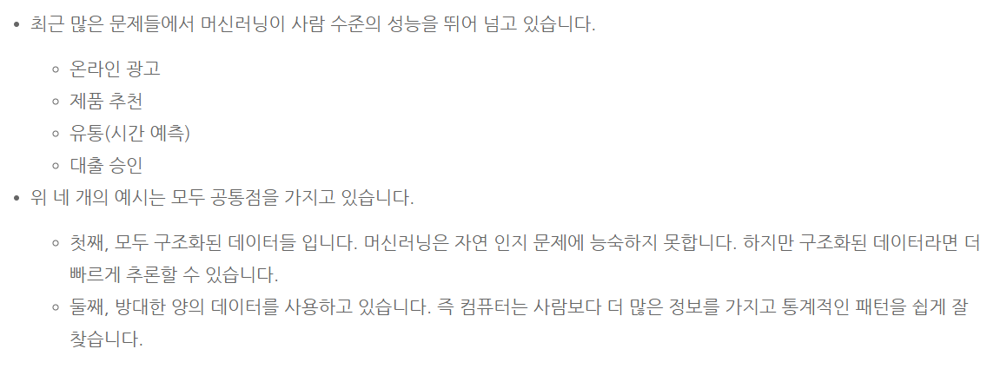 최근 많은 문제들에서 머신러닝이 사람 수준의 성능을 뛰어 넘고 있습니다.
온라인 광고
제품 추천
유통(시간 예측)
대출 승인
위 네 개의 예시는 모두 공통점을 가지고 있습니다.
첫째, 모두 구조화된 데이터들 입니다. 머신러닝은 자연 인지 문제에 능숙하지 못합니다. 하지만 구조화된 데이터라면 더
빠르게 추론할 수 있습니다.
둘째, 방대한 양의 데이터를 사용하고 있습니다. 즉 컴퓨터는 사람보다 더 많은 정보를 가지고 통계적인 패턴을 쉽게 잘
찾습니다.